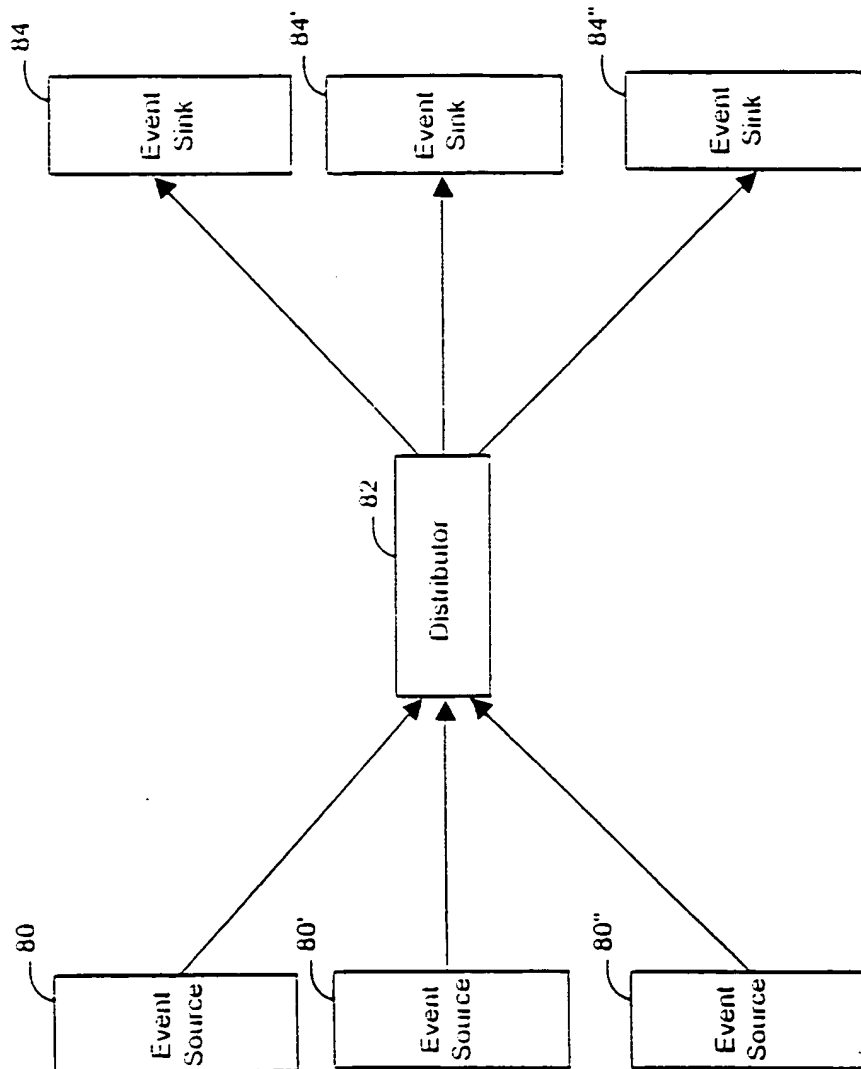 84
Event
Sink
84'
Event
Sink
84"
Event
Sink
82
Distributor
80
Event
Source
80'
Event
Source
80"
Event
Source